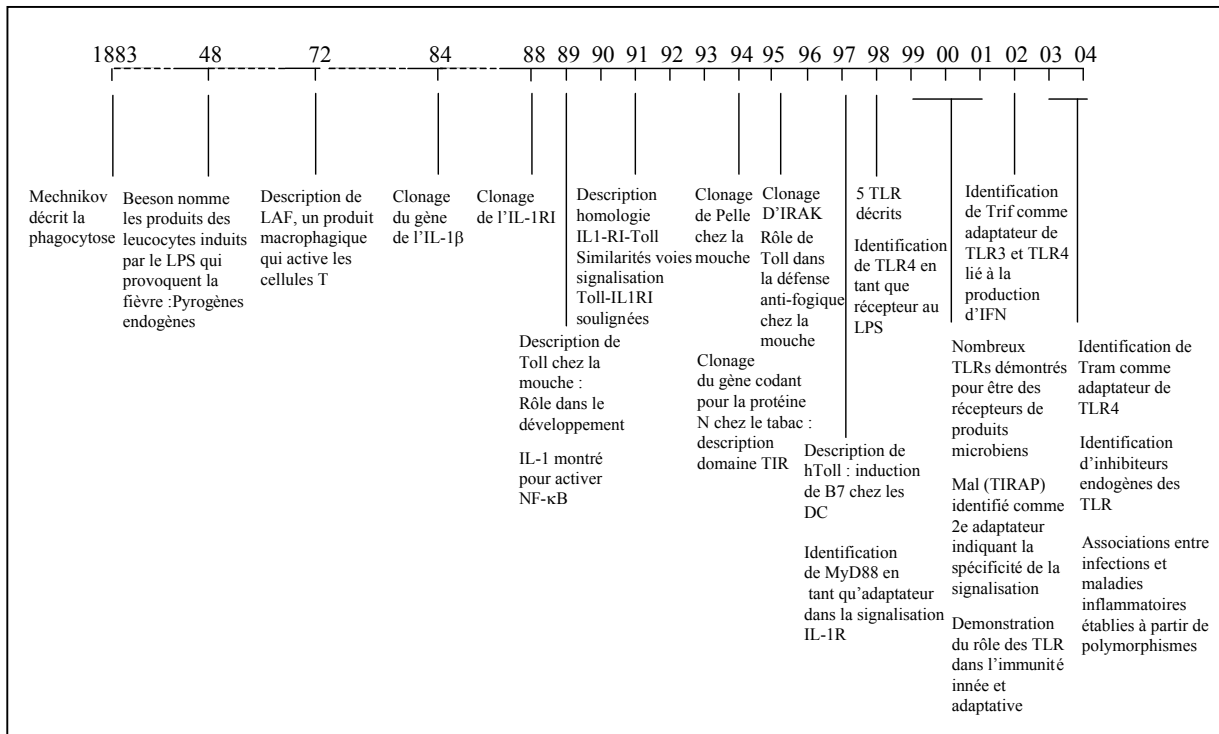 1883 48 72 84 88 89 90 91 92 93 94 95 96 97 98 99 00 01 02 03 04
Mechnikov
décrit la
phagocytose
Beeson nomme
les produits des
leucocytes induits
par le LPS qui
provoquent la
fièvre :Pyrogènes
endogènes
Description de
LAF, un produit
macrophagique
qui active les
cellules T
Clonage
du gène
de l’IL-1β
Clonage
de l’IL-1RI
Description de
Toll chez la
mouche :
Rôle dans le
développement
IL-1 montré
pour activer
NF-κB
Description
homologie
IL1-RI-Toll
Similarités voies
signalisation
Toll-IL1RI
soulignées
Clonage
de Pelle
chez la
mouche
Clonage
du gène codant
pour la protéine
N chez le tabac :
description
domaine TIR
Clonage
D’IRAK
Rôle de
Toll dans
la défense
anti-fogique
chez la
mouche
Description de
hToll : induction
de B7 chez les
DC
Identification
de MyD88 en
tant qu’adaptateur
dans la signalisation
IL-1R
5 TLR
décrits
Identification
de TLR4 en
tant que
récepteur au
LPS
Nombreux
TLRs démontrés
pour être des
récepteurs de
produits
microbiens
Mal (TIRAP)
identifié comme
2e adaptateur
indiquant la
spécificité de la
signalisation
Demonstration
du rôle des TLR
dans l’immunité
innée et
adaptative
Identification
de Trif comme
adaptateur de
TLR3 et TLR4
lié à la
production
d’IFN
Identification de
Tram comme
adaptateur de
TLR4
Identification
d’inhibiteurs
endogènes des
TLR
Associations entre
infections et
maladies
inflammatoires
établies à partir de
polymorphismes